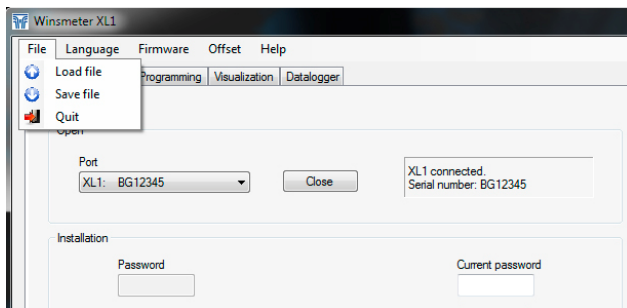 Winsmeter XL1
File Language Firmware Offset Help
Load file
Save file
Quit
Programming Visualization Datalogger
Open
Port
XL1: BG12345
Close
XL1 connected.
Serial number: BG12345
Installation
Password
Current password